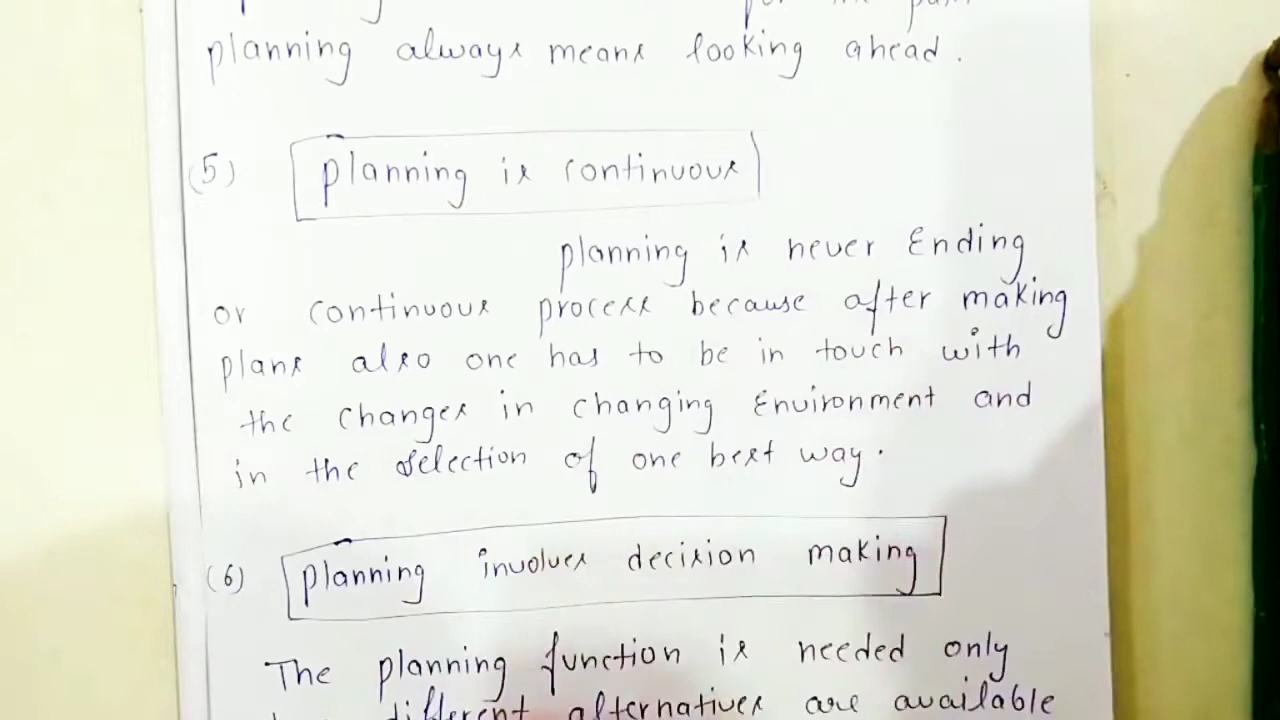 planning always means looking ahead.
(5) planning is continuous
planning is never Ending
or continuous process because after making
plans also one has to be in touch with
the changes in changing Environment and
in the selection of one best way.
(6) planning involves decision making
The planning function is needed only
different alternatives are available